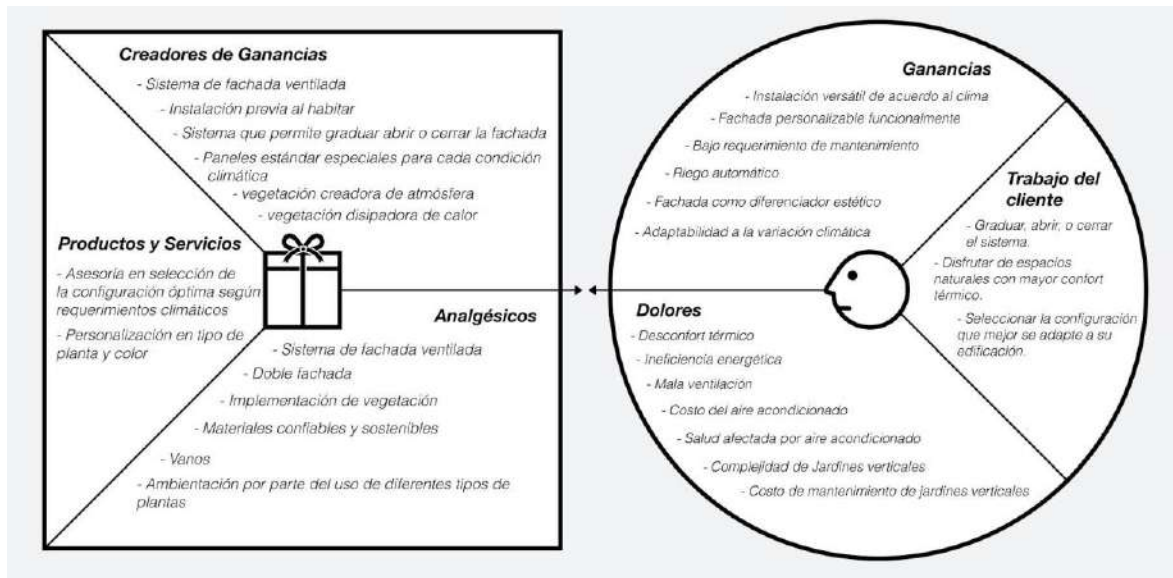 Creadores de Ganancias
- Sistema de fachada ventilada
- Instalación previa al habitar
- Sistema que permite graduar abrir o cerrar la fachada
- Paneles estándar especiales para cada condición
climática
- vegetación creadora de atmósfera
- vegetación disipadora de calor
Productos y Servicios
- Asesoría en selección de
la configuración óptima según
requerimientos climáticos
- Personalización en tipo de
planta y color
Analgésicos
- Sistema de fachada ventilada
- Doble fachada
- Implementación de vegetación
- Materiales confiables y sostenibles
- Vanos
- Ambientación por parte del uso de diferentes tipos de
plantas
Ganancias
- Instalación versátil de acuerdo al clima
- Fachada personalizable funcionalmente
- Bajo requerimiento de mantenimiento
- Riego automático
- Fachada como diferenciador estético
- Adaptabilidad a la variación climática
Trabajo del
cliente
- Graduar, abrir, o cerrar
el sistema.
- Disfrutar de espacios
naturales con mayor confort
térmico.
- Seleccionar la configuración
que mejor se adapte a su
edificación.
Dolores
- Desconfort térmico
- Ineficiencia energética
- Mala ventilación
- Costo del aire acondicionado
- Salud afectada por aire acondicionado
- Complejidad de Jardines verticales
- Costo de mantenimiento de jardines verticales